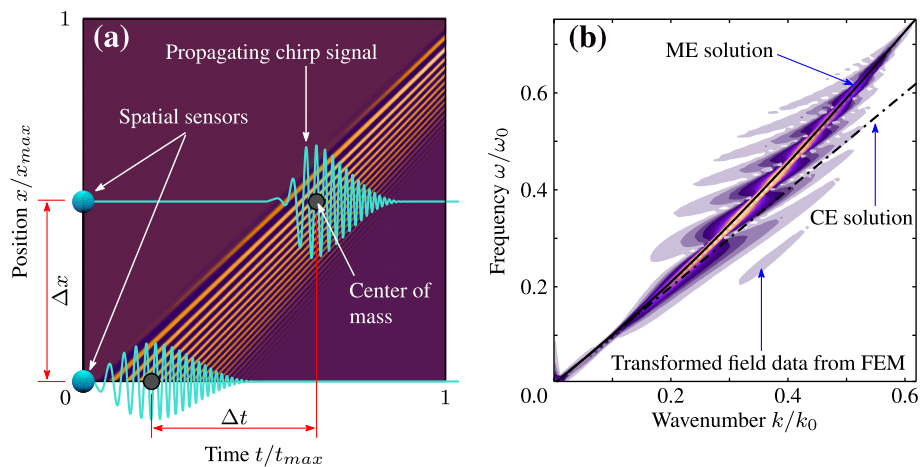 (a)
1
Propagating chirp signal
Spatial sensors
Position x/x_max
Δx
Center of
mass
0
1
Δt
Time t/t_max
(b)
ME solution
0.6
Frequency ω/ω_0
0.4
CE solution
0.2
Transformed field data from FEM
0.0
0.2
0.4
0.6
Wavenumber k/k_0